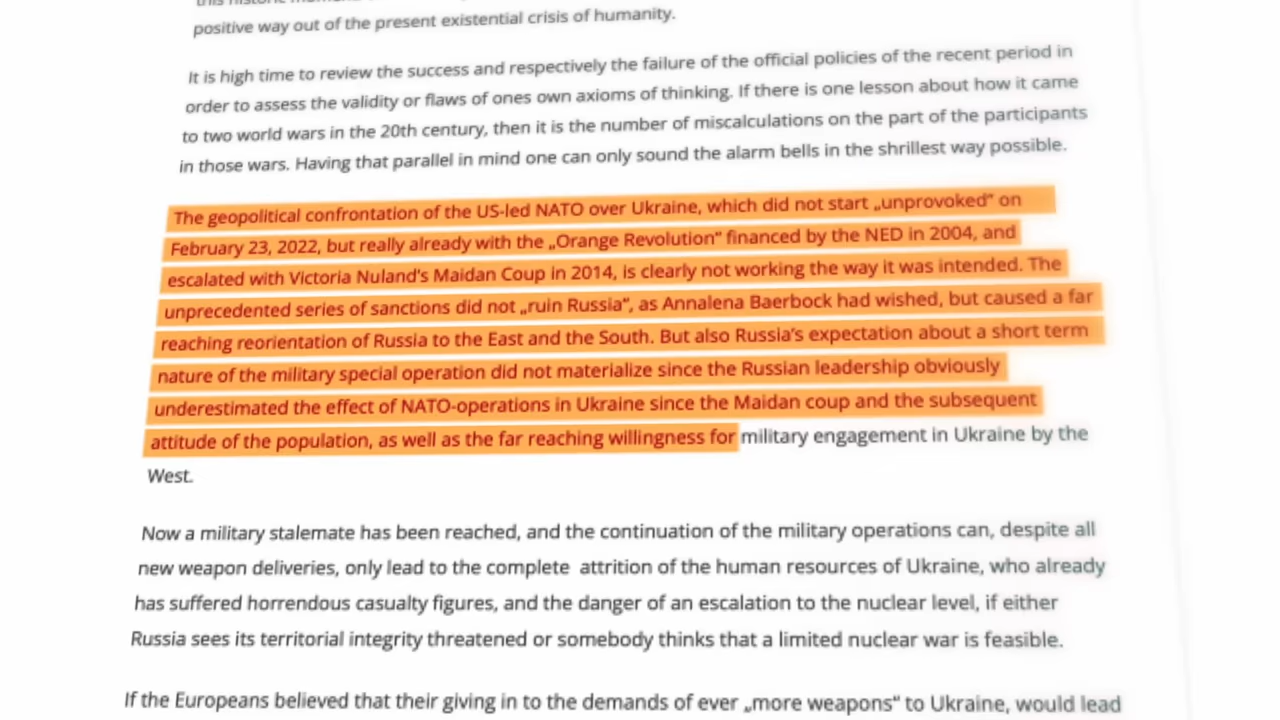 positive way out of the present existential crisis of humanity.
It is high time to review the success and respectively the failure of the official policies of the recent period in
order to assess the validity or flaws of ones own axioms of thinking. If there is one lesson about how it came
to two world wars in the 20th century, then it is the number of miscalculations on the part of the participants
in those wars. Having that parallel in mind one can only sound the alarm bells in the shrillest way possible.
The geopolitical confrontation of the US-led NATO over Ukraine, which did not start „unprovoked“ on
February 23, 2022, but really already with the „Orange Revolution“ financed by the NED in 2004, and
escalated with Victoria Nuland's Maidan Coup in 2014, is clearly not working the way it was intended. The
unprecedented series of sanctions did not „ruin Russia“, as Annalena Baerbock had wished, but caused a far
reaching reorientation of Russia to the East and the South. But also Russia's expectation about a short term
nature of the military special operation did not materialize since the Russian leadership obviously
underestimated the effect of NATO-operations in Ukraine since the Maidan coup and the subsequent
attitude of the population, as well as the far reaching willingness for military engagement in Ukraine by the
West.
Now a military stalemate has been reached, and the continuation of the military operations can, despite all
new weapon deliveries, only lead to the complete attrition of the human resources of Ukraine, who already
has suffered horrendous casualty figures, and the danger of an escalation to the nuclear level, if either
Russia sees its territorial integrity threatened or somebody thinks that a limited nuclear war is feasible.
If the Europeans believed that their giving in to the demands of ever „more weapons“ to Ukraine, would lead